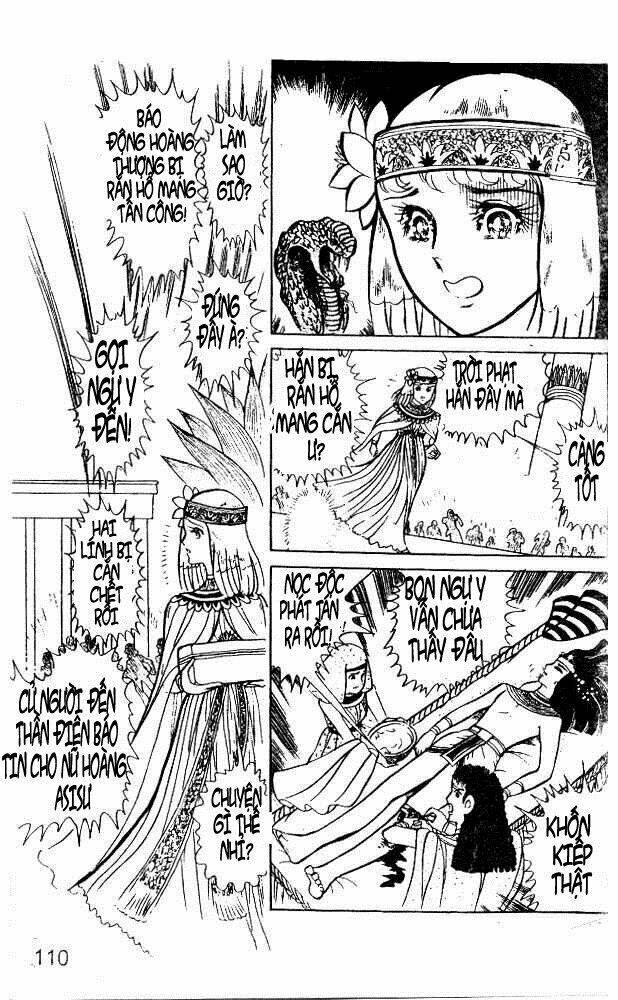 BÁO
ĐỘNG HOÀNG
THƯỢNG BỊ
RẮN HỔ MANG
TẤN CÔNG!
LÀM
SAO
GIỜ?
ĐỨNG
ĐẤY À?
GỌI
NGỰ Y
ĐẾN!
HAI
LÍNH BỊ
CẮN
CHẾT
RỒI
CỬ NGƯỜI ĐẾN
THẦN ĐIỆN BÁO
TIN CHO NỮ HOÀNG
ASISƯ
CHUYỆN
GÌ THẾ
NHỈ?
HẮN BỊ
RẮN HỔ
MANG CẮN
Ư?
TRỜI PHẠT
HẮN ĐẤY MÀ
CÀNG
TỐT
NỌC ĐỘC
PHÁT TÁN
RA RỒI!
BỌN NGỰ Y
VẪN CHƯA
THẤY ĐÂU
KHỐN
KIẾP
THẬT
110